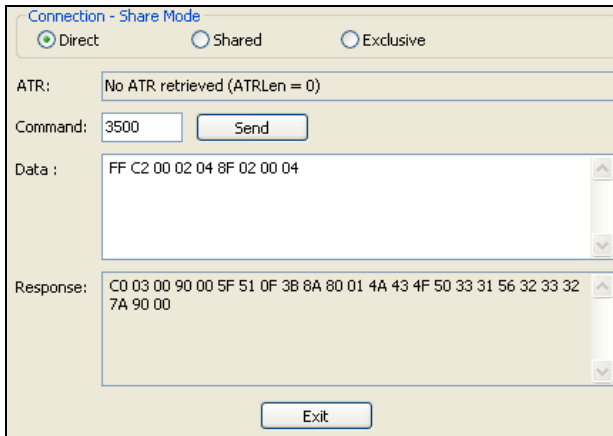 Connection - Share Mode
Direct Shared Exclusive
ATR: No ATR retrieved (ATRLen = 0)
Command: 3500 Send
Data : FF C2 00 02 04 8F 02 00 04
Response: C0 03 00 90 00 5F 51 0F 3B 8A 80 01 4A 43 4F 50 33 31 56 32 33 32
7A 90 00
Exit